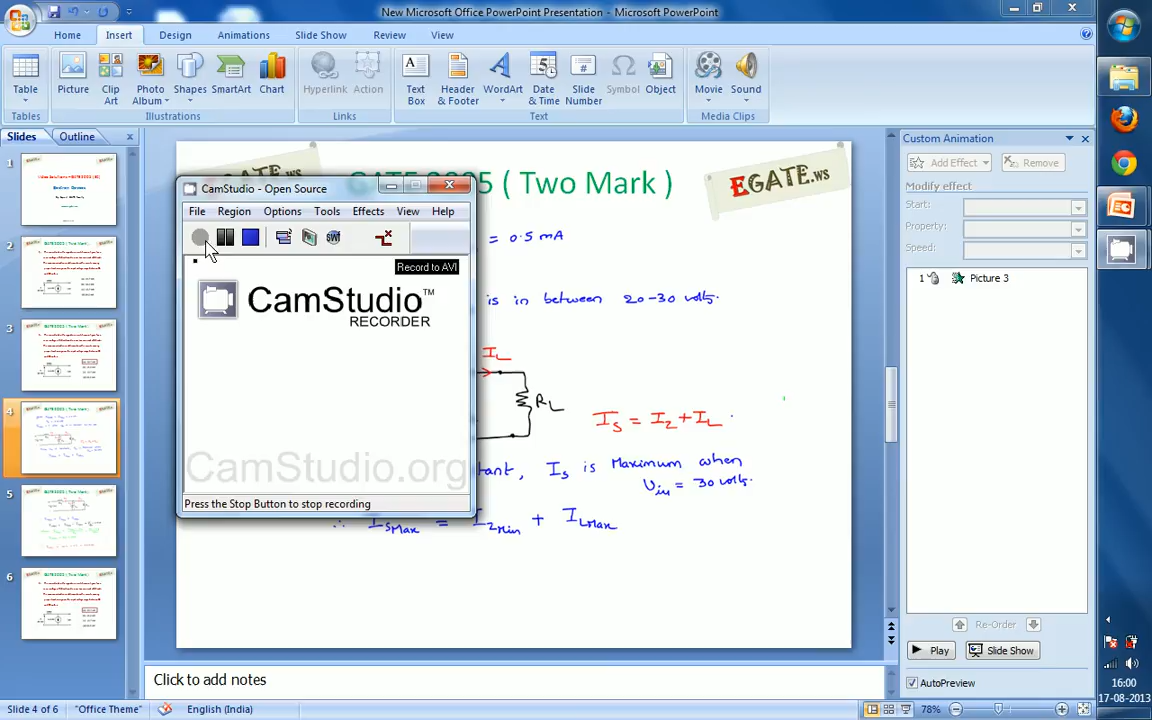 New Microsoft Office PowerPoint Presentation - Microsoft PowerPoint
Home Insert Design Animations Slide Show Review View
Table Picture Clip Art Photo Album Shapes SmartArt Chart Hyperlink Action Text Box Header & Footer WordArt Date & Time Slide Number Symbol Object Movie Sound
Tables Illustrations Links Text Media Clips
Slides Outline
1
2
3
4
5
6
GATE 2005 ( Two Mark )
EGATE.ws
= 0.5 mA
is in between 20-30 volts.
IL
RL
IS = IZ + IL
tant, IS is Maximum when
Vin = 30 volts.
∴ ISMax = IZMin + ILMax
CamStudio - Open Source
File Region Options Tools Effects View Help
SWF
Record to AVI
CamStudio™
RECORDER
CamStudio.org
Press the Stop Button to stop recording
Custom Animation
Add Effect Remove
Modify effect
Start:
Property:
Speed:
1 Picture 3
Re-Order
Play Slide Show
AutoPreview
Click to add notes
Slide 4 of 6 "Office Theme" English (India) 78%
16:00
17-08-2013